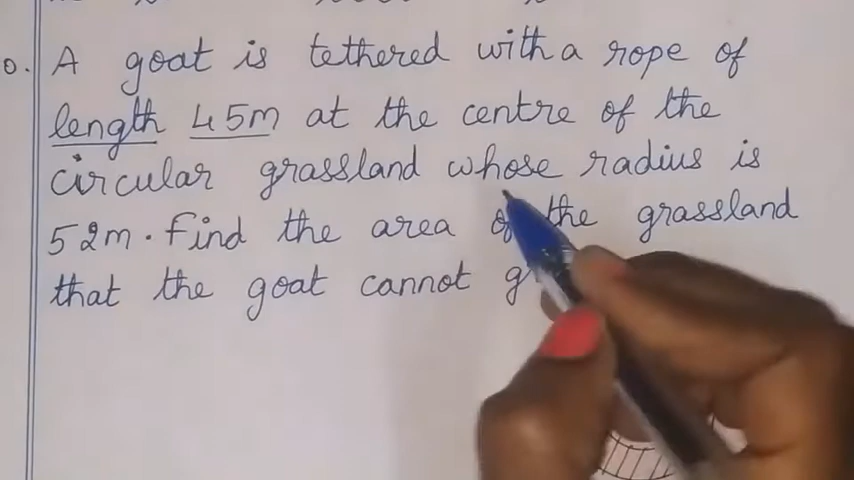 0. A goat is tethered with a rope of
length 45m at the centre of the
circular grassland whose radius is
52m. Find the area of the grassland
that the goat cannot